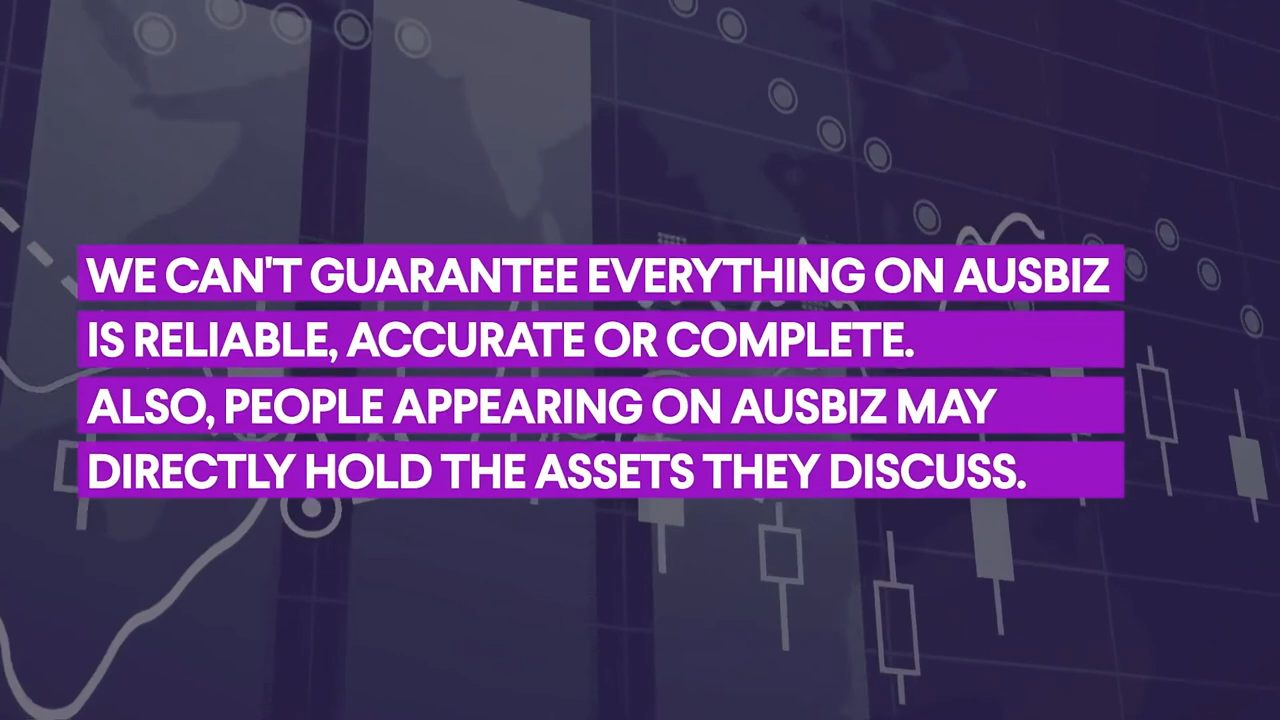 WE CAN'T GUARANTEE EVERYTHING ON AUSBIZ
IS RELIABLE, ACCURATE OR COMPLETE.
ALSO, PEOPLE APPEARING ON AUSBIZ MAY
DIRECTLY HOLD THE ASSETS THEY DISCUSS.